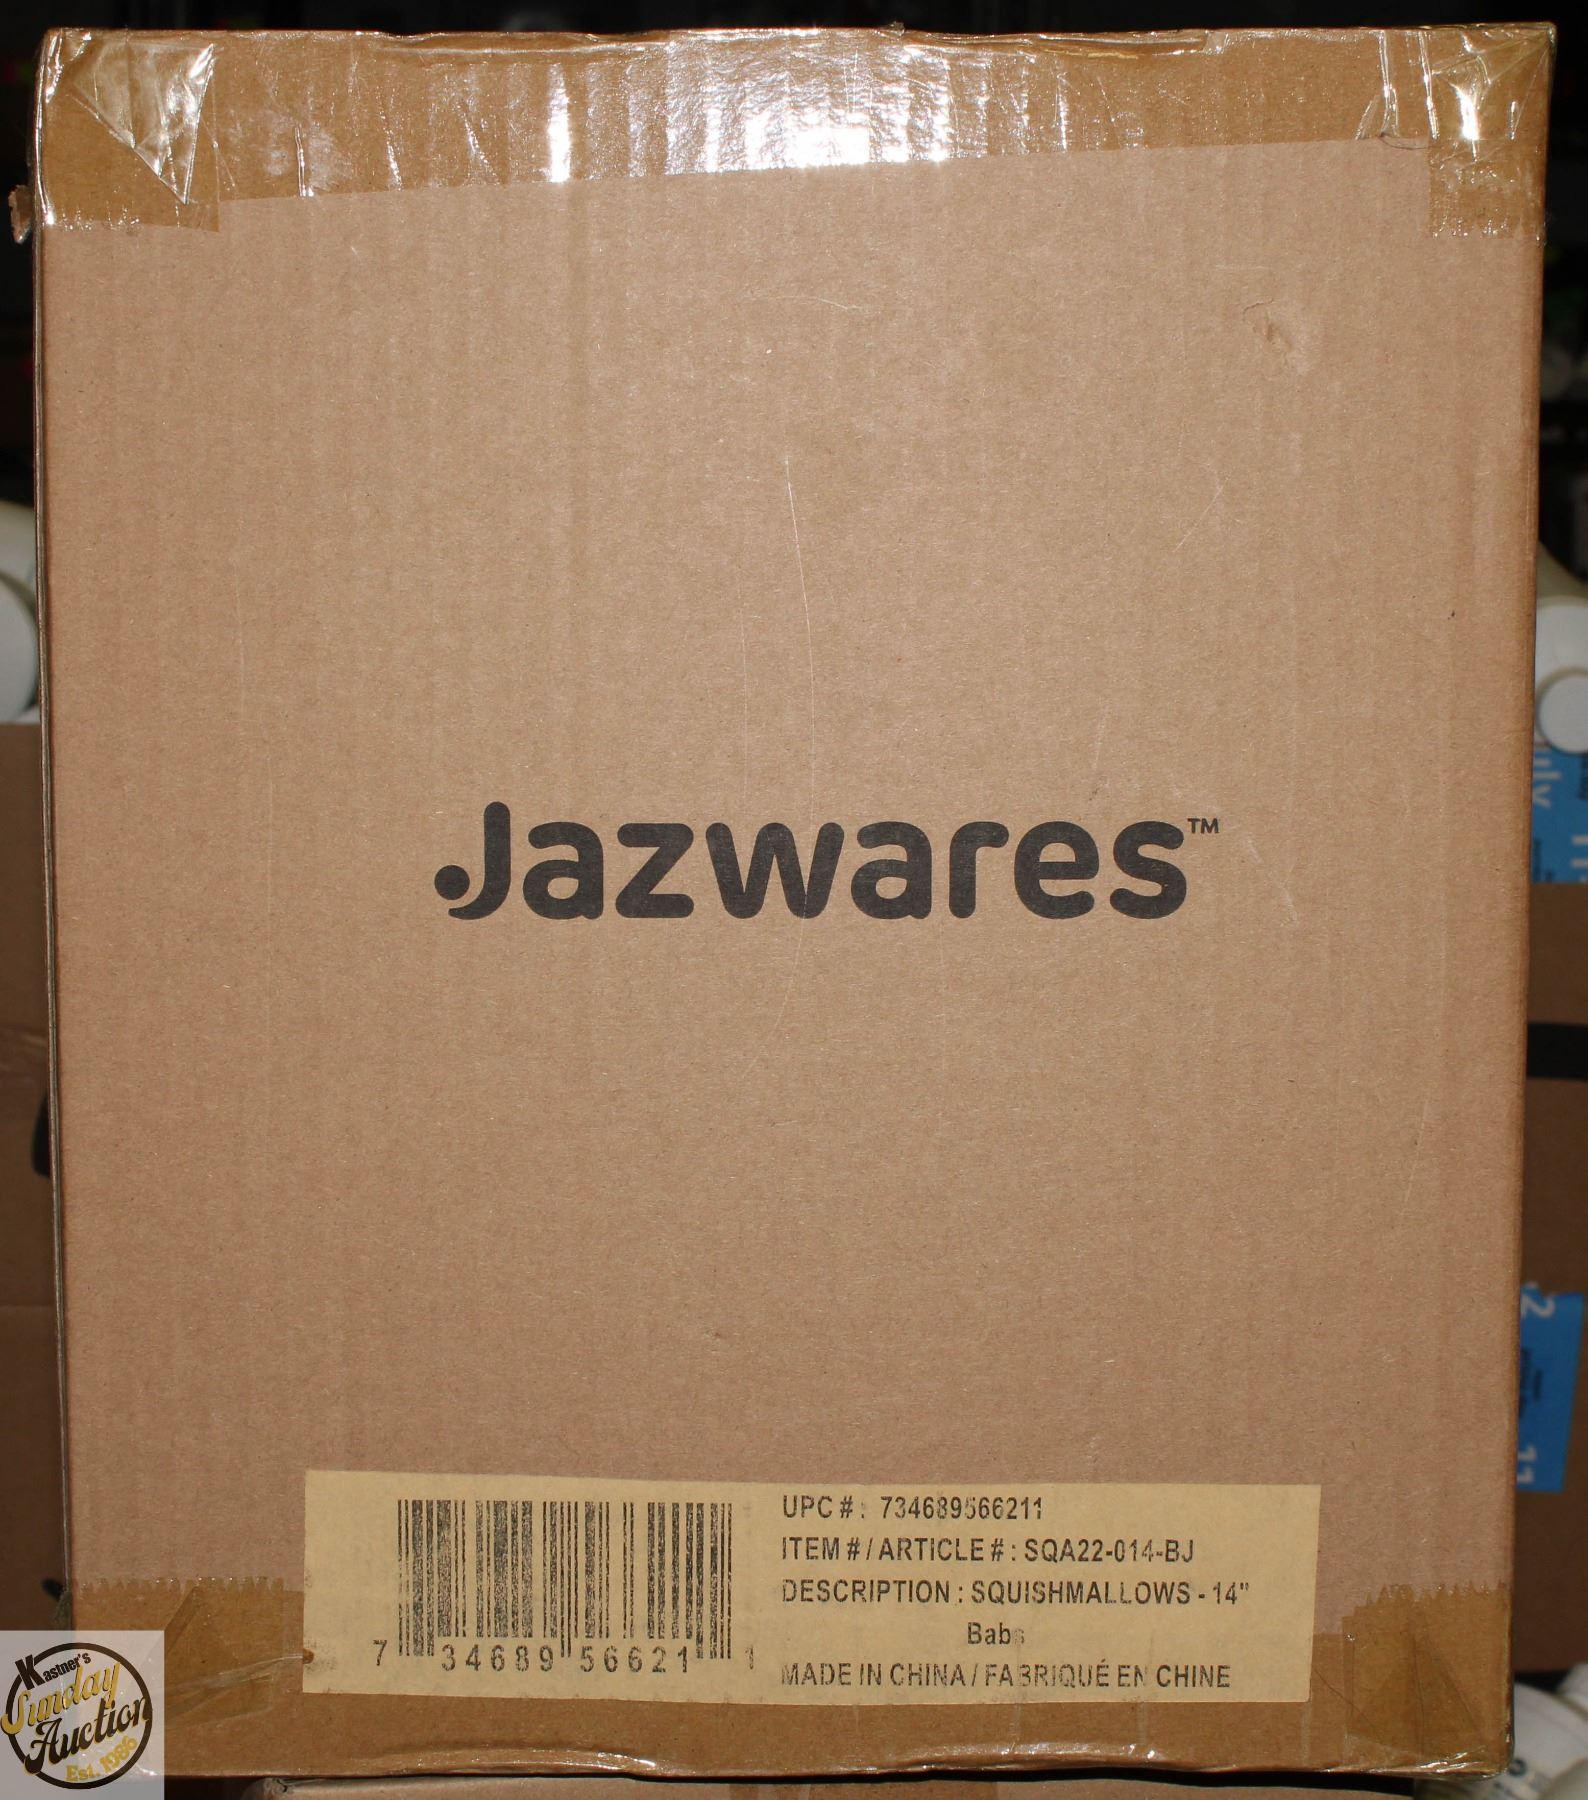 Jazwares™
UPC # : 734689566211
ITEM # / ARTICLE # : SQA22-014-BJ
DESCRIPTION : SQUISHMALLOWS - 14"
Babs
MADE IN CHINA / FABRIQUÉ EN CHINE
7 34689 56621 1
Kastner's
Sunday
Auction
Est. 1986